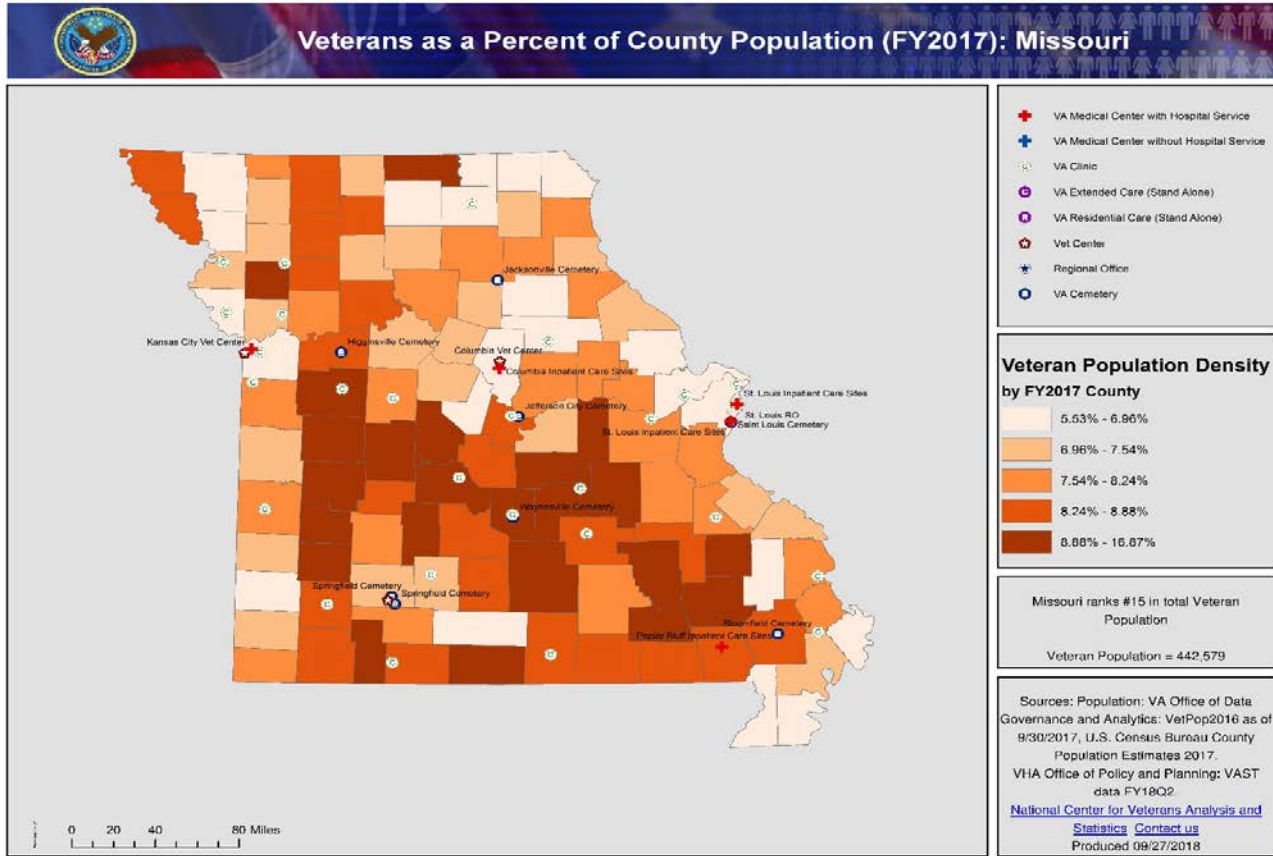 Veterans as a Percent of County Population (FY2017): Missouri
VA Medical Center with Hospital Service
VA Medical Center without Hospital Service
VA Clinic
VA Extended Care (Stand Alone)
VA Residential Care (Stand Alone)
Vet Center
Regional Office
VA Cemetery
Jacksonville Cemetery
Kansas City Vet Center
Higginsville Cemetery
Columbia Vet Center
Columbia Inpatient Care Sites
Jefferson City Cemetery
St. Louis Inpatient Care Sites
St. Louis RO
Saint Louis Cemetery
St. Louis Inpatient Care Sites
Waynesville Cemetery
Springfield Cemetery
Springfield Cemetery
Bloomfield Cemetery
Poplar Bluff Inpatient Care Sites
0 20 40 80 Miles
Veteran Population Density
by FY2017 County
5.53% - 6.96%
6.96% - 7.54%
7.54% - 8.24%
8.24% - 8.88%
8.88% - 16.87%
Missouri ranks #15 in total Veteran
Population
Veteran Population = 442,579
Sources: Population: VA Office of Data
Governance and Analytics: VetPop2016 as of
9/30/2017, U.S. Census Bureau County
Population Estimates 2017.
VHA Office of Policy and Planning: VAST
data FY18Q2.
National Center for Veterans Analysis and
Statistics Contact us
Produced 09/27/2018